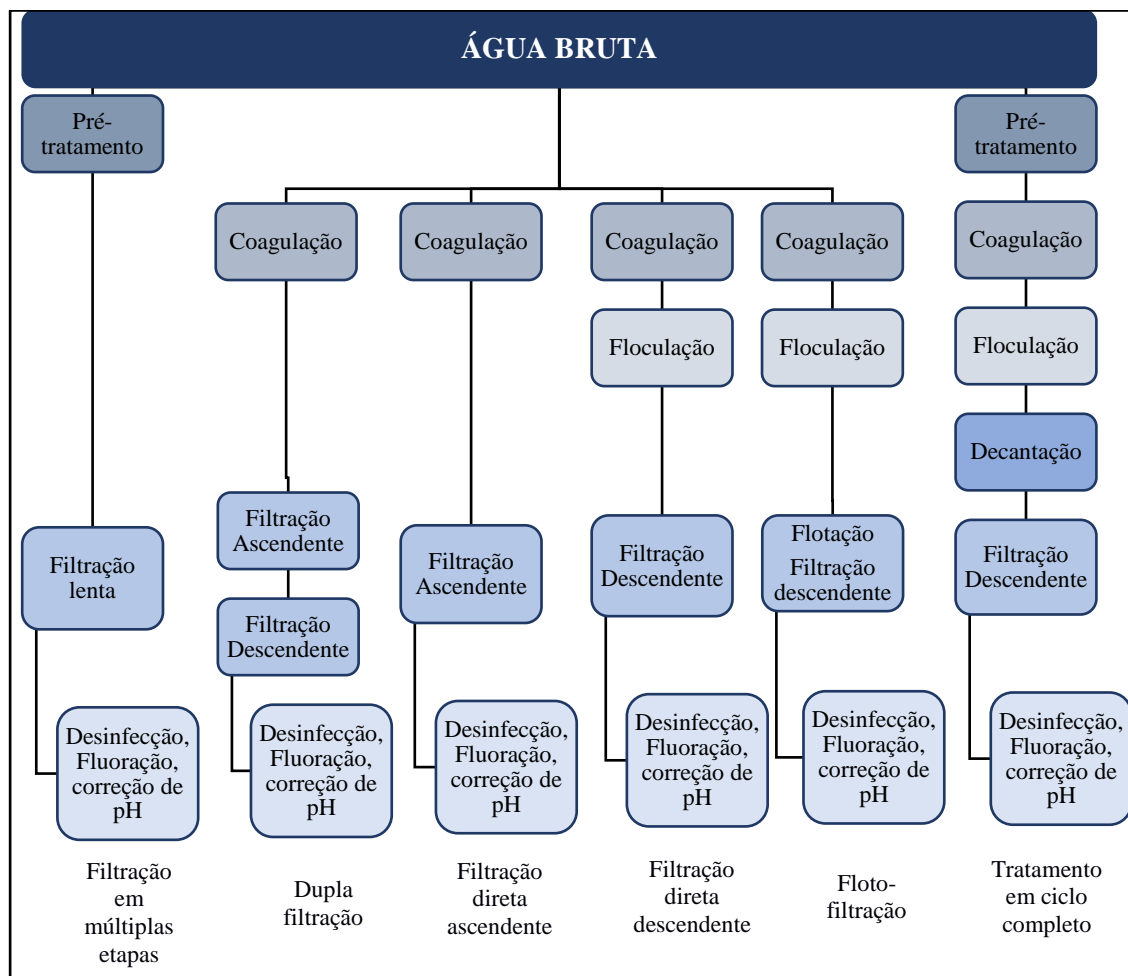 ÁGUA BRUTA
Pré-
tratamento
Filtração
lenta
Desinfecção,
Fluoração,
correção de
pH
Filtração
em
múltiplas
etapas
Coagulação
Filtração
Ascendente
Filtração
Descendente
Desinfecção,
Fluoração,
correção de
pH
Dupla
filtração
Coagulação
Filtração
Ascendente
Desinfecção,
Fluoração,
correção de
pH
Filtração
direta
ascendente
Coagulação
Floculação
Filtração
Descendente
Desinfecção,
Fluoração,
correção de
pH
Filtração
direta
descendente
Coagulação
Floculação
Flotação
Filtração
descendente
Desinfecção,
Fluoração,
correção de
pH
Floto-
filtração
Pré-
tratamento
Coagulação
Floculação
Decantação
Filtração
Descendente
Desinfecção,
Fluoração,
correção de
pH
Tratamento
em ciclo
completo